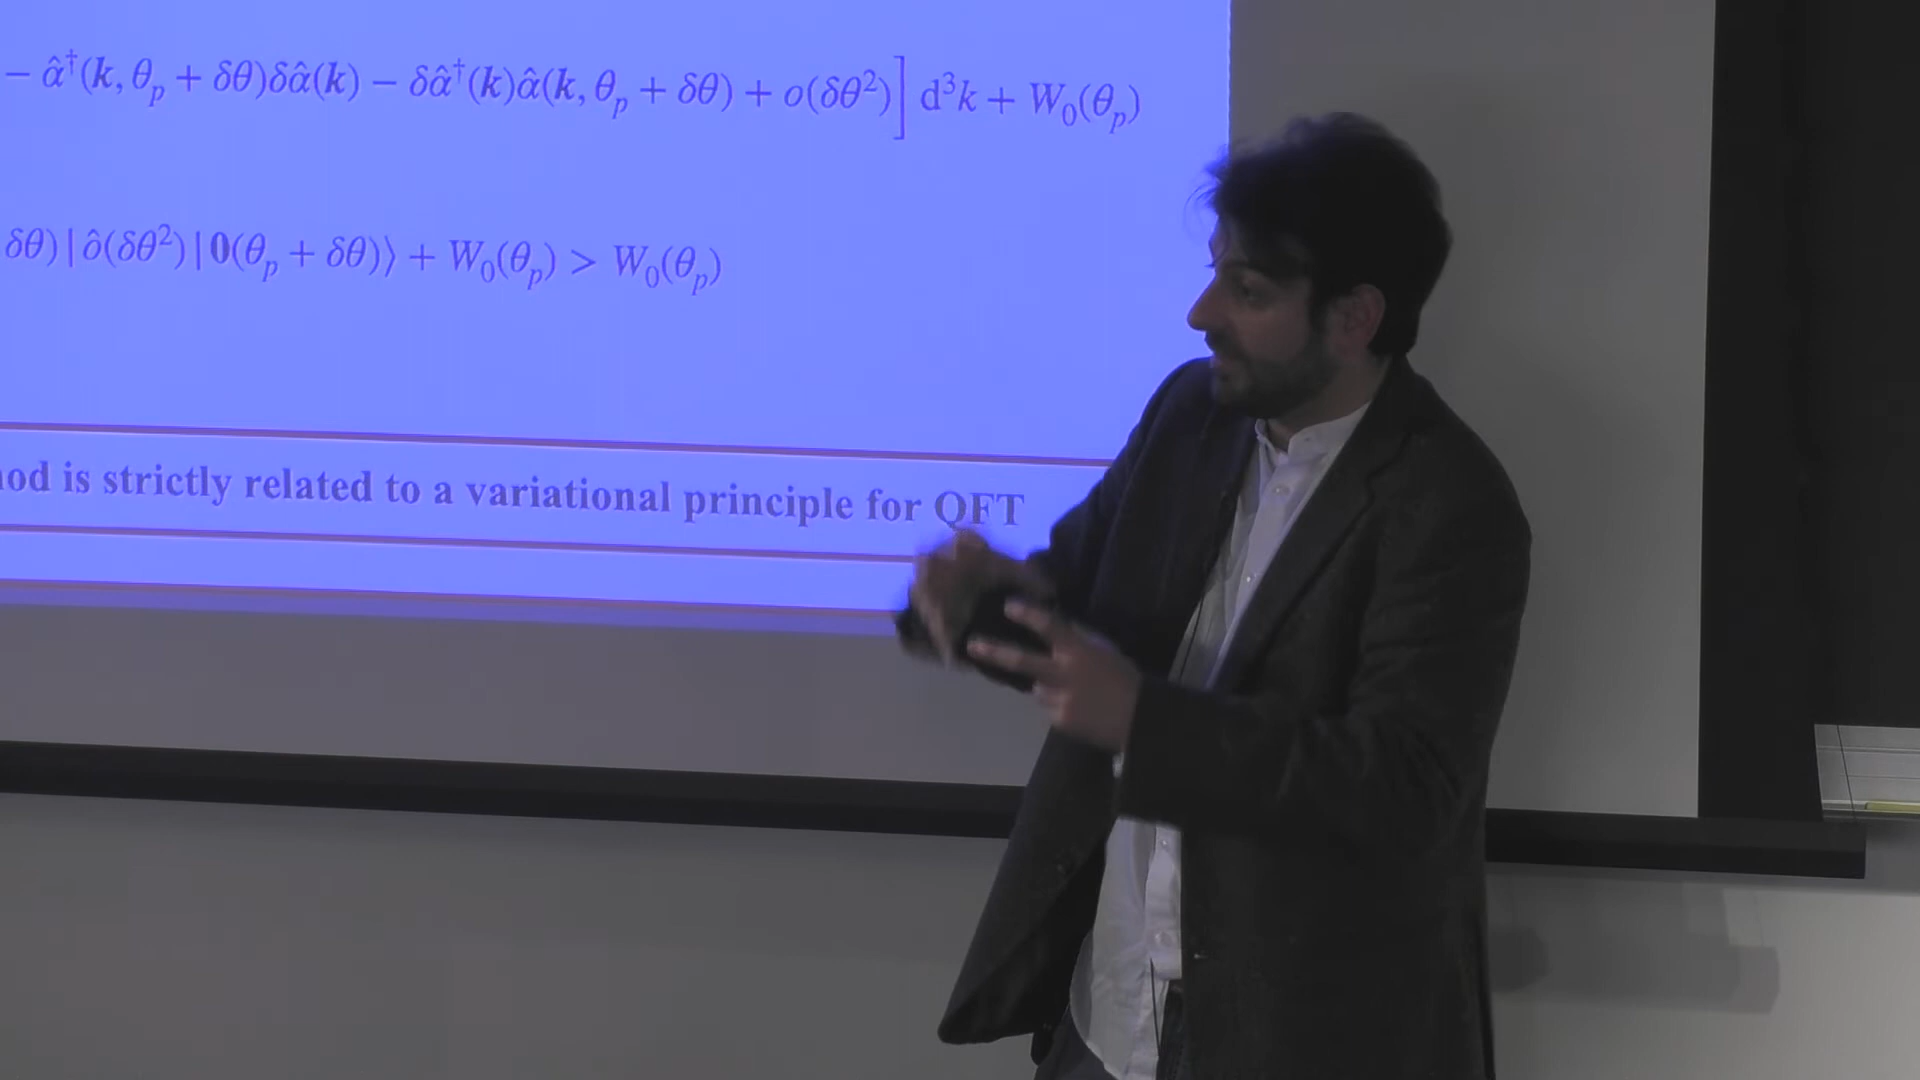 − α̂†(k, θₚ + δθ)δα̂(k) − δα̂†(k)α̂(k, θₚ + δθ) + o(δθ²)] d³k + W₀(θₚ)
δθ) | ô(δθ²) | 0(θₚ + δθ)⟩ + W₀(θₚ) > W₀(θₚ)
is strictly related to a variational principle for QFT